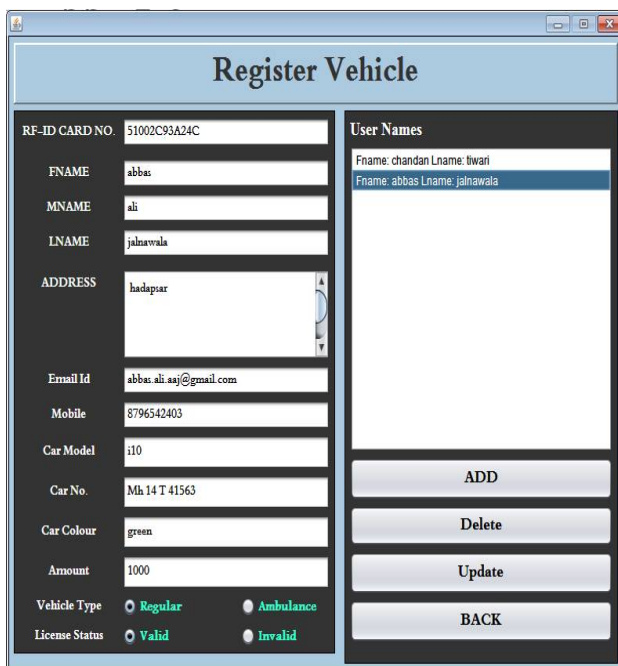 Register Vehicle
RF-ID CARD NO. 51002C93A24C
FNAME abbas
MNAME ali
LNAME jalnawala
ADDRESS hadapsar
Email Id abbas.ali.aaj@gmail.com
Mobile 8796542403
Car Model i10
Car No. Mh 14 T 41563
Car Colour green
Amount 1000
Vehicle Type Regular Ambulance
License Status Valid Invalid
User Names
Fname: chandan Lname: tiwari
Fname: abbas Lname: jalnawala
ADD
Delete
Update
BACK